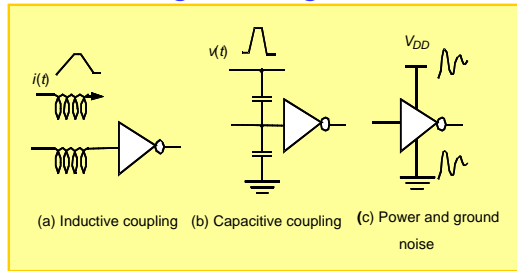 i(t)
v(t)
VDD
(a) Inductive coupling
(b) Capacitive coupling
(c) Power and ground
noise